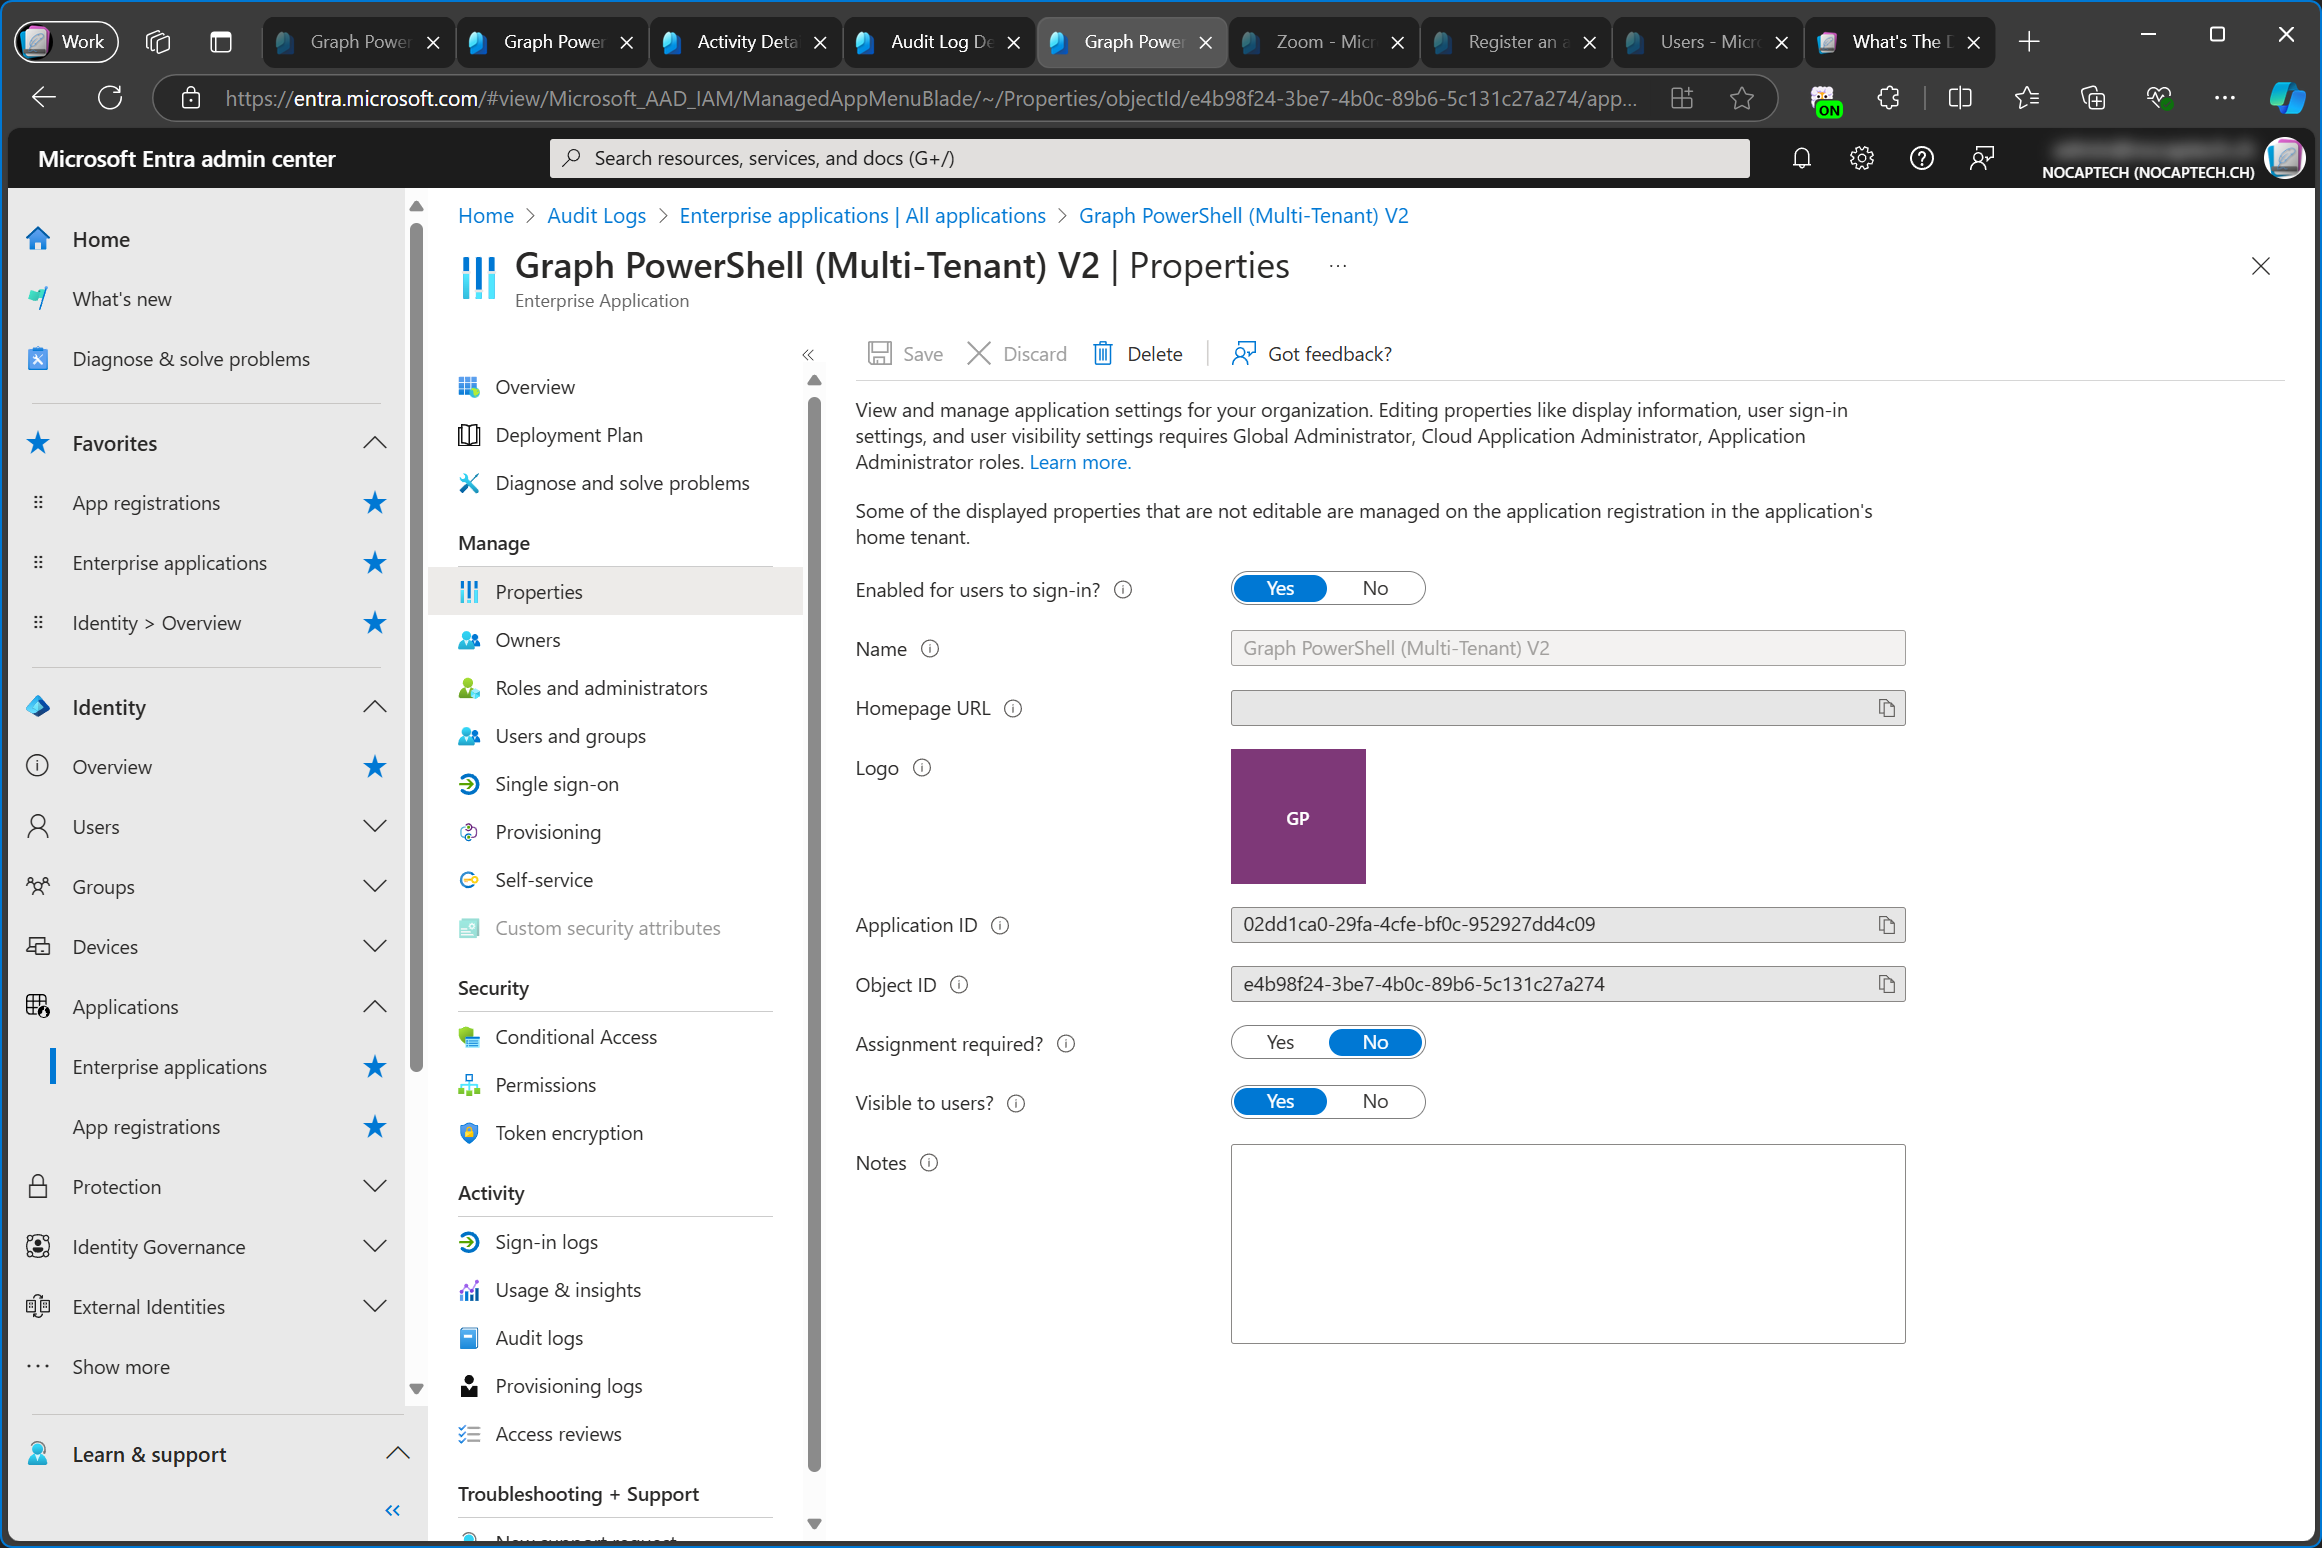 Work
Graph Power
Graph Power
Activity Deta
Audit Log De
Graph Power
Zoom - Micr
Register an a
Users - Micro
What's The D
https://entra.microsoft.com/#view/Microsoft_AAD_IAM/ManagedAppMenuBlade/~/Properties/objectId/e4b98f24-3be7-4b0c-89b6-5c131c27a274/app...
ON
Microsoft Entra admin center
Search resources, services, and docs (G+/)
NOCAPTECH (NOCAPTECH.CH)
Home
What's new
Diagnose & solve problems
Favorites
App registrations
Enterprise applications
Identity > Overview
Identity
Overview
Users
Groups
Devices
Applications
Enterprise applications
App registrations
Protection
Identity Governance
External Identities
Show more
Learn & support
Home > Audit Logs > Enterprise applications | All applications > Graph PowerShell (Multi-Tenant) V2
Graph PowerShell (Multi-Tenant) V2 | Properties ...
Enterprise Application
Overview
Deployment Plan
Diagnose and solve problems
Manage
Properties
Owners
Roles and administrators
Users and groups
Single sign-on
Provisioning
Self-service
Custom security attributes
Security
Conditional Access
Permissions
Token encryption
Activity
Sign-in logs
Usage & insights
Audit logs
Provisioning logs
Access reviews
Troubleshooting + Support
New support request
Save Discard Delete Got feedback?
View and manage application settings for your organization. Editing properties like display information, user sign-in
settings, and user visibility settings requires Global Administrator, Cloud Application Administrator, Application
Administrator roles. Learn more.
Some of the displayed properties that are not editable are managed on the application registration in the application's
home tenant.
Enabled for users to sign-in? Yes No
Name Graph PowerShell (Multi-Tenant) V2
Homepage URL
Logo
GP
Application ID 02dd1ca0-29fa-4cfe-bf0c-952927dd4c09
Object ID e4b98f24-3be7-4b0c-89b6-5c131c27a274
Assignment required? Yes No
Visible to users? Yes No
Notes